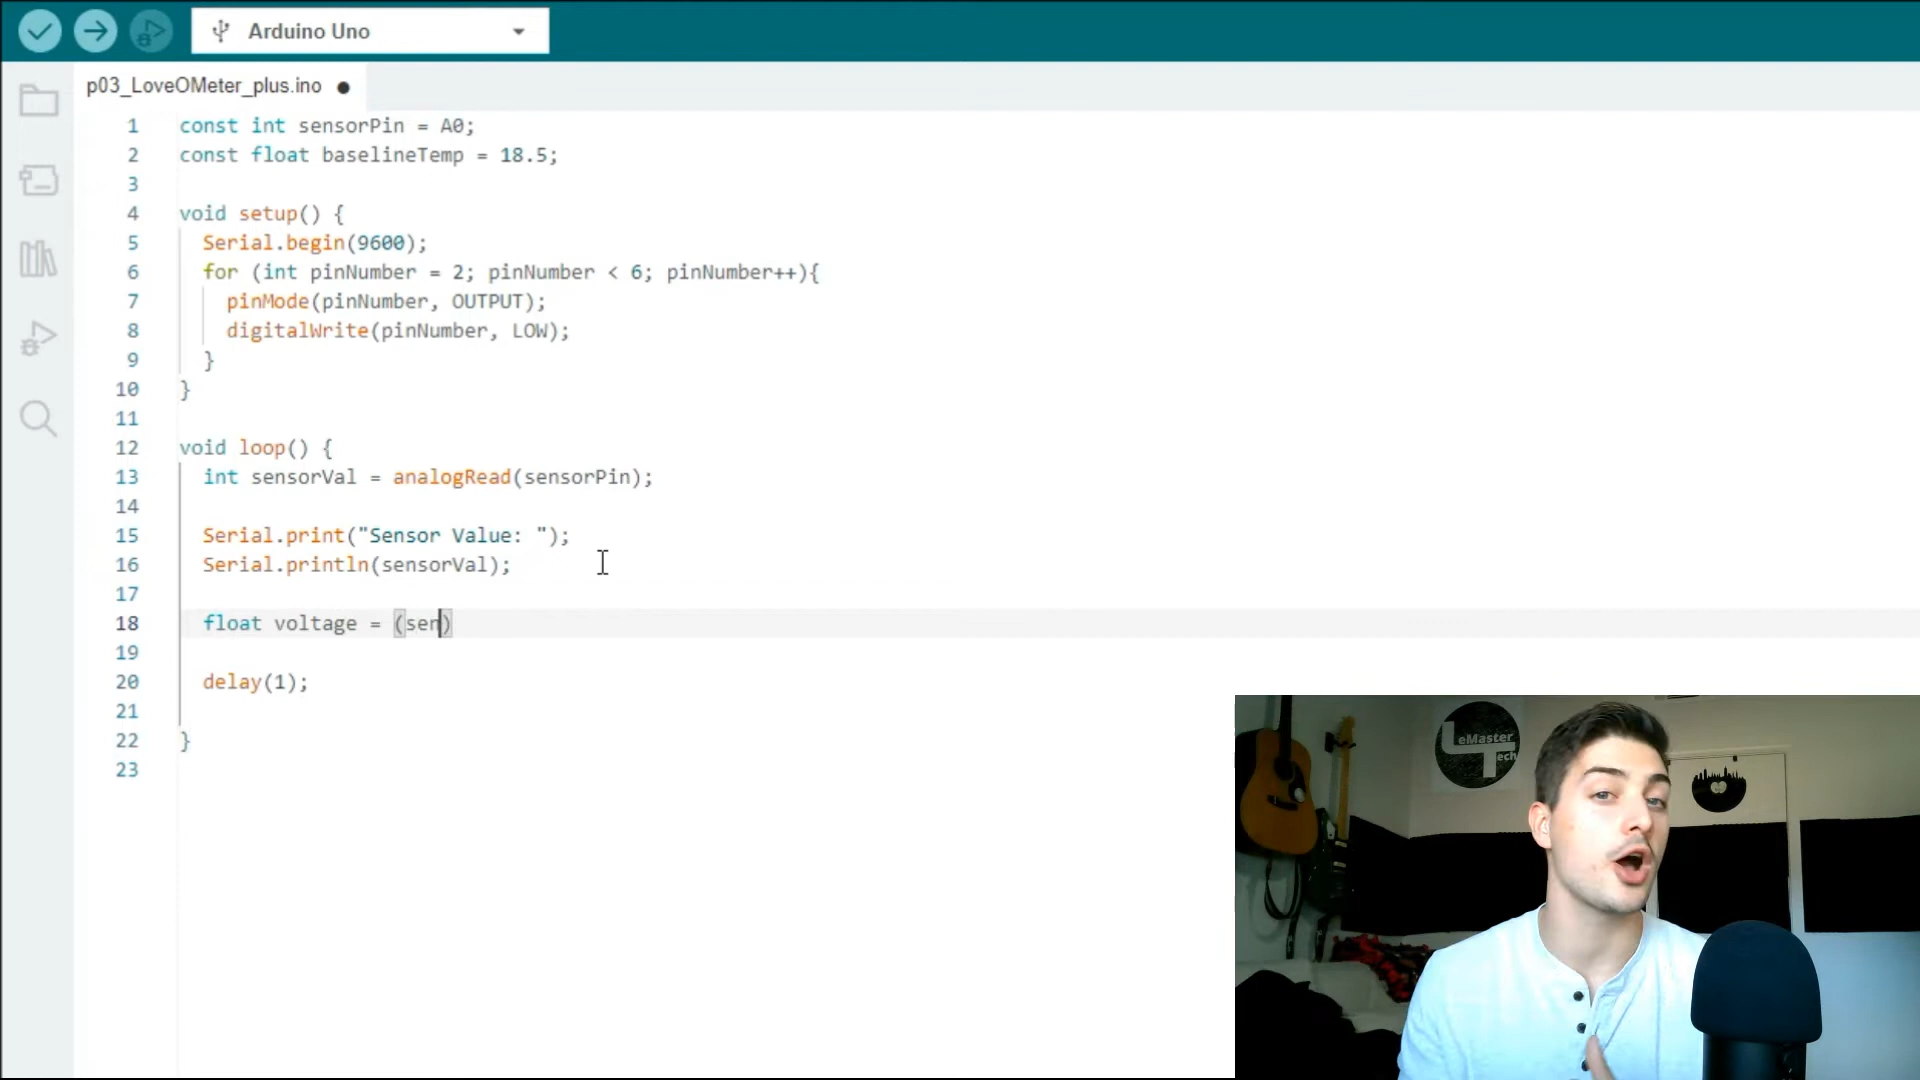 Arduino Uno
p03_LoveOMeter_plus.ino
1 const int sensorPin = A0;
2 const float baselineTemp = 18.5;
3
4 void setup() {
5 Serial.begin(9600);
6 for (int pinNumber = 2; pinNumber < 6; pinNumber++){
7 pinMode(pinNumber, OUTPUT);
8 digitalWrite(pinNumber, LOW);
9 }
10 }
11
12 void loop() {
13 int sensorVal = analogRead(sensorPin);
14
15 Serial.print("Sensor Value: ");
16 Serial.println(sensorVal);
17
18 float voltage = (sen)
19
20 delay(1);
21
22 }
23
LeMaster
Tech